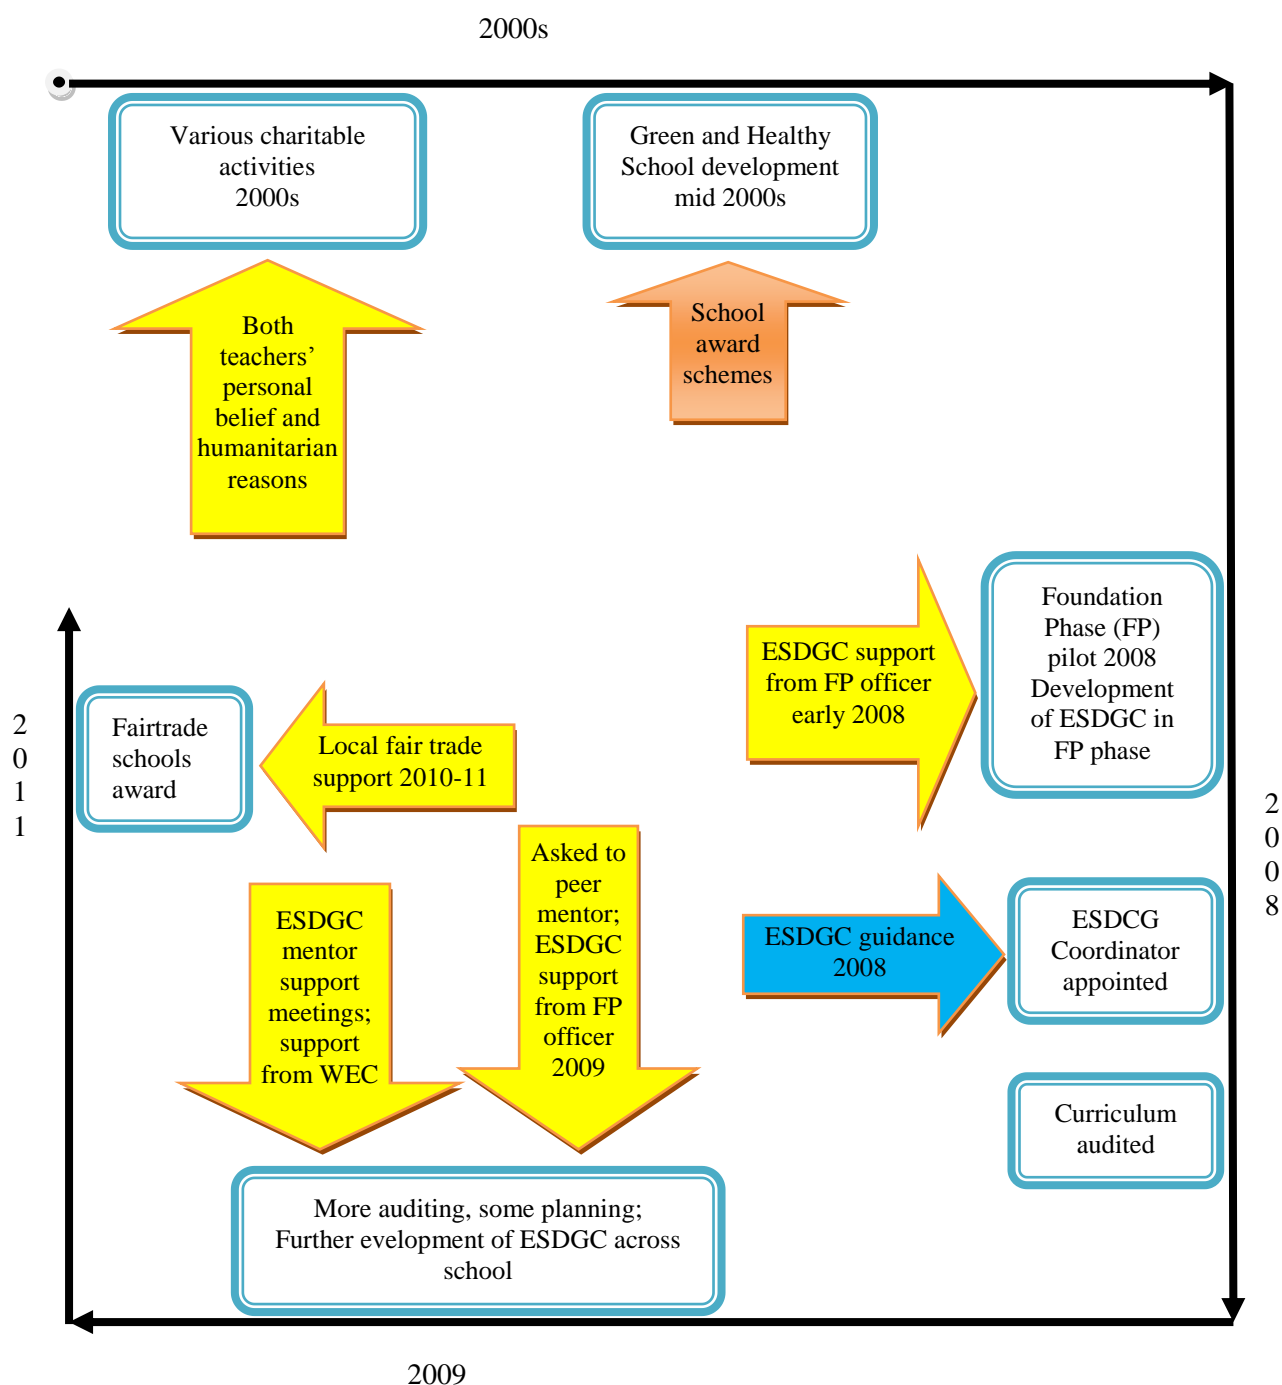 2000s
Various charitable
activities
2000s
Green and Healthy
School development
mid 2000s
Both
teachers’
personal
belief and
humanitarian
reasons
School
award
schemes
Foundation
Phase (FP)
pilot 2008
Development
of ESDGC in
FP phase
ESDGC support
from FP officer
early 2008
2
0
1
1
Fairtrade
schools
award
Local fair trade
support 2010-11
2
0
0
8
Asked to
peer
mentor;
ESDGC
support
from FP
officer
2009
ESDGC
mentor
support
meetings;
support
from WEC
ESDGC guidance
2008
ESDCG
Coordinator
appointed
Curriculum
audited
More auditing, some planning;
Further evelopment of ESDGC across
school
2009